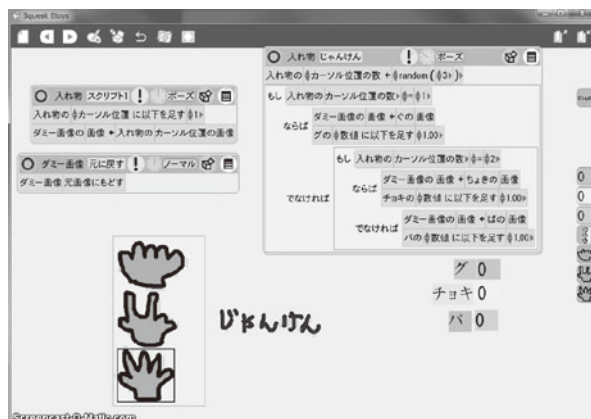 Squeak Etoys
入れ物 スクリプト1 ! ポーズ
入れ物の カーソル位置の数 に以下を足す 1
ダミー画像の 画像 ← 入れ物の カーソル位置の画像
ダミー画像 元に戻す ! ノーマル
ダミー画像 元画像にもどす
入れ物 じゃんけん ! ポーズ
入れ物の カーソル位置の数 ← random ( 3 )
もし 入れ物の カーソル位置の数 = 1
ならば ダミー画像の 画像 ← ぐの 画像
グの 数値 に以下を足す 1.00
でなければ もし 入れ物の カーソル位置の数 = 2
ならば ダミー画像の 画像 ← ちょきの 画像
チョキの 数値 に以下を足す 1.00
でなければ ダミー画像の 画像 ← ぱの 画像
パの 数値 に以下を足す 1.00
グ 0
チョキ 0
パ 0
じゃんけん
0
0
0
Screencast-O-Matic.com